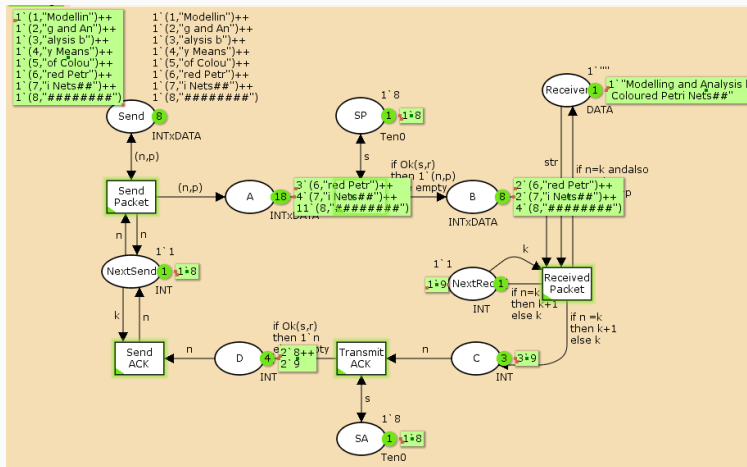 1`(1,"Modellin")++
1`(2,"g and An")++
1`(3,"alysis b")++
1`(4,"y Means")++
1`(5,"of Colou")++
1`(6,"red Petr")++
1`(7,"i Nets##")++
1`(8,"########")
1`(1,"Modellin")++
1`(2,"g and An")++
1`(3,"alysis b")++
1`(4,"y Means")++
1`(5,"of Colou")++
1`(6,"red Petr")++
1`(7,"i Nets##")++
1`(8,"########")
Send
8
INTxDATA
(n,p)
Send
Packet
(n,p)
A
18
3`(6,"red Petr")++
4`(7,"i Nets##")++
11`(8,"########")
INTxDATA
1`8
SP
1
1`8
Ten0
s
if Ok(s,r)
then 1`(n,p)
empty
B
8
2`(6,"red Petr")++
2`(7,"i Nets##")++
4`(8,"########")
INTxDATA
1`""
Receiver
1
1`"Modelling and Analysis
Coloured Petri Nets##"
DATA
str
if n=k andalso
p
n
n
1`1
NextSend
1
1`8
INT
k
n
Send
ACK
n
D
4
2`8++
2`9
INT
if Ok(s,r)
then 1`n
Transmit
ACK
n
C
3
3`9
INT
s
1`8
SA
1
1`8
Ten0
1`1
1`9
NextRec
1
INT
k
if n=k
then k+1
else k
Received
Packet
if n =k
then k+1
else k